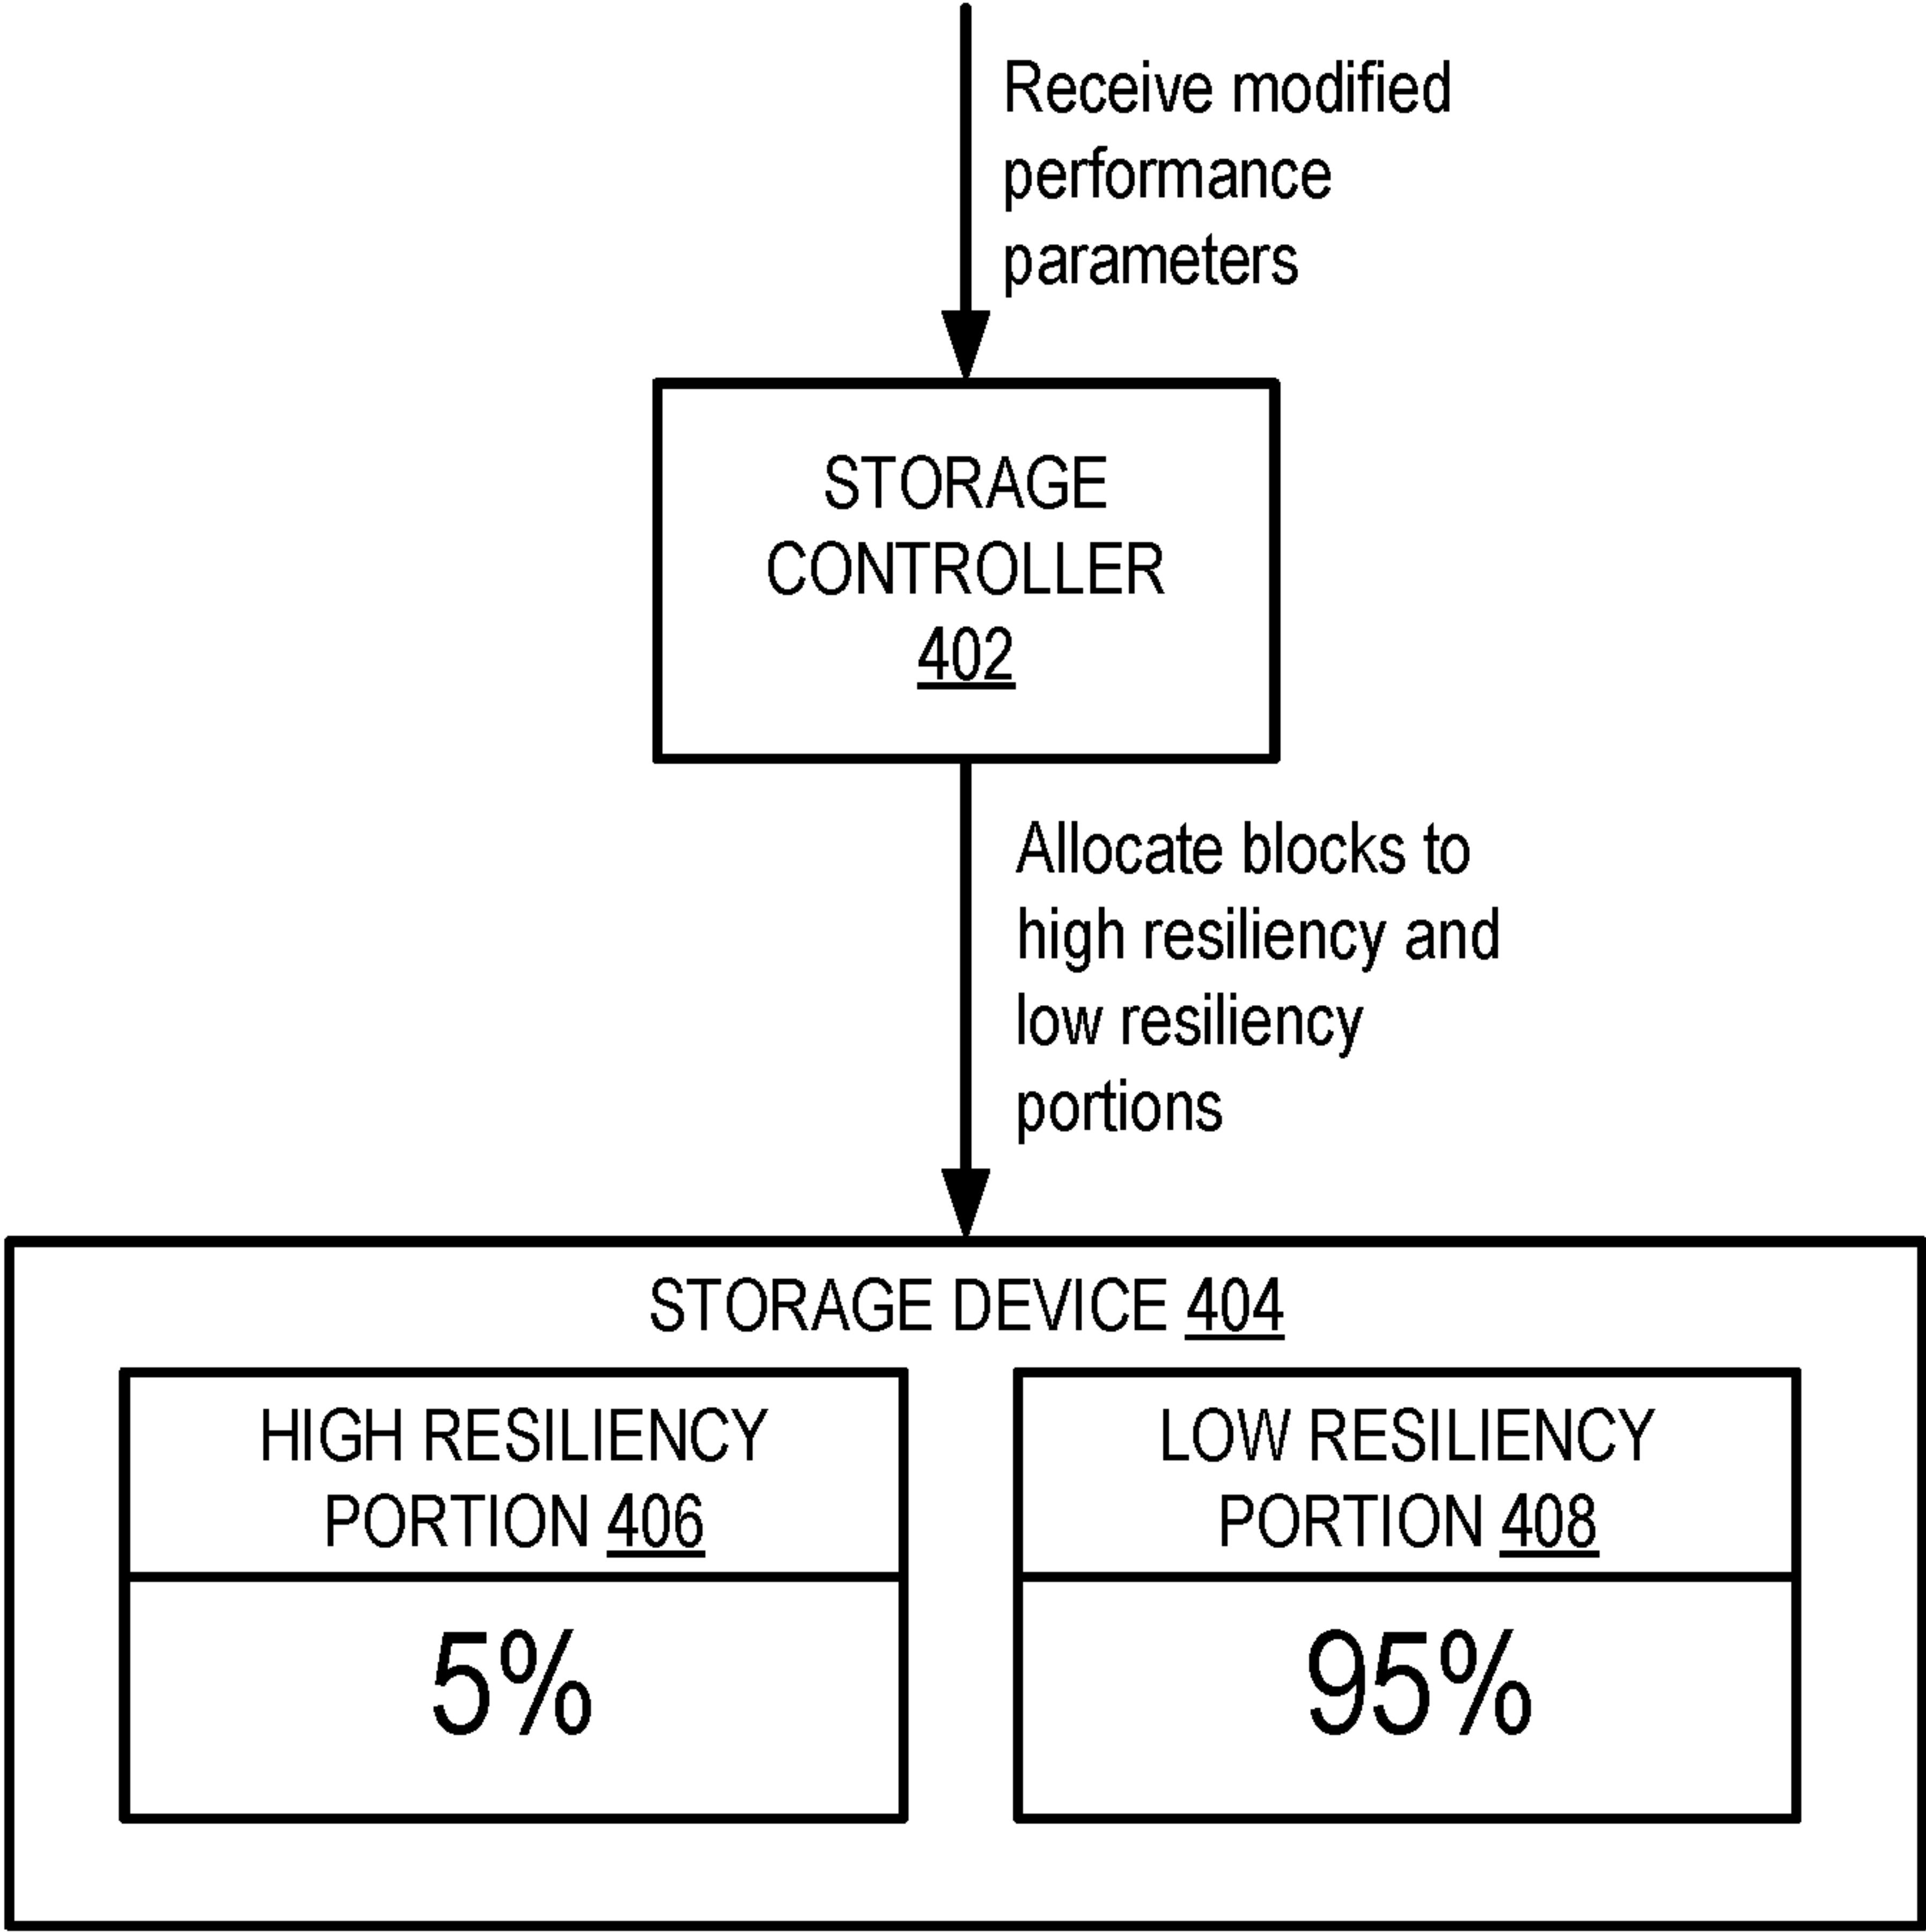 Receive modified
performance
parameters
STORAGE
CONTROLLER
402
Allocate blocks to
high resiliency and
low resiliency
portions
STORAGE DEVICE 404
HIGH RESILIENCY
PORTION 406
5%
LOW RESILIENCY
PORTION 408
95%